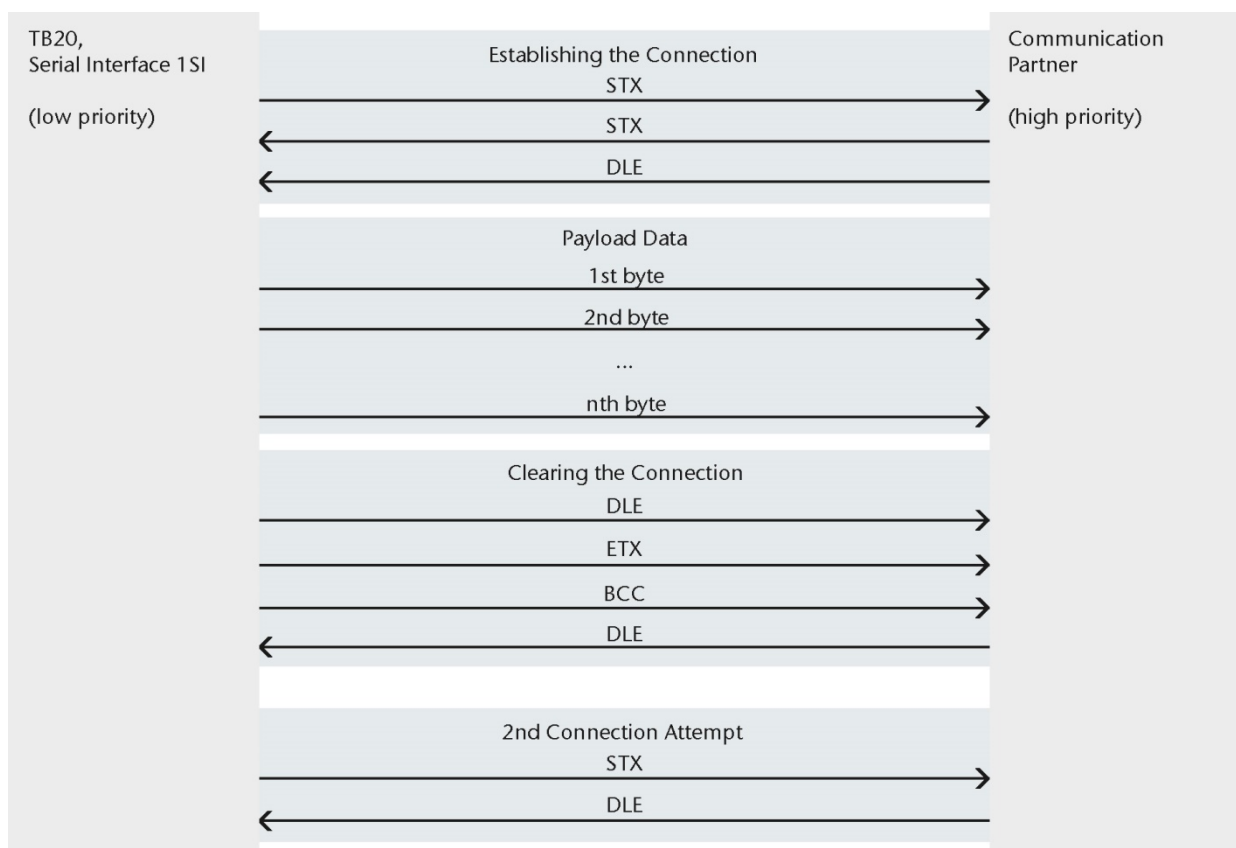 TB20,
Serial Interface 1SI
(low priority)
Communication
Partner
(high priority)
Establishing the Connection
STX
STX
DLE
Payload Data
1st byte
2nd byte
...
nth byte
Clearing the Connection
DLE
ETX
BCC
DLE
2nd Connection Attempt
STX
DLE